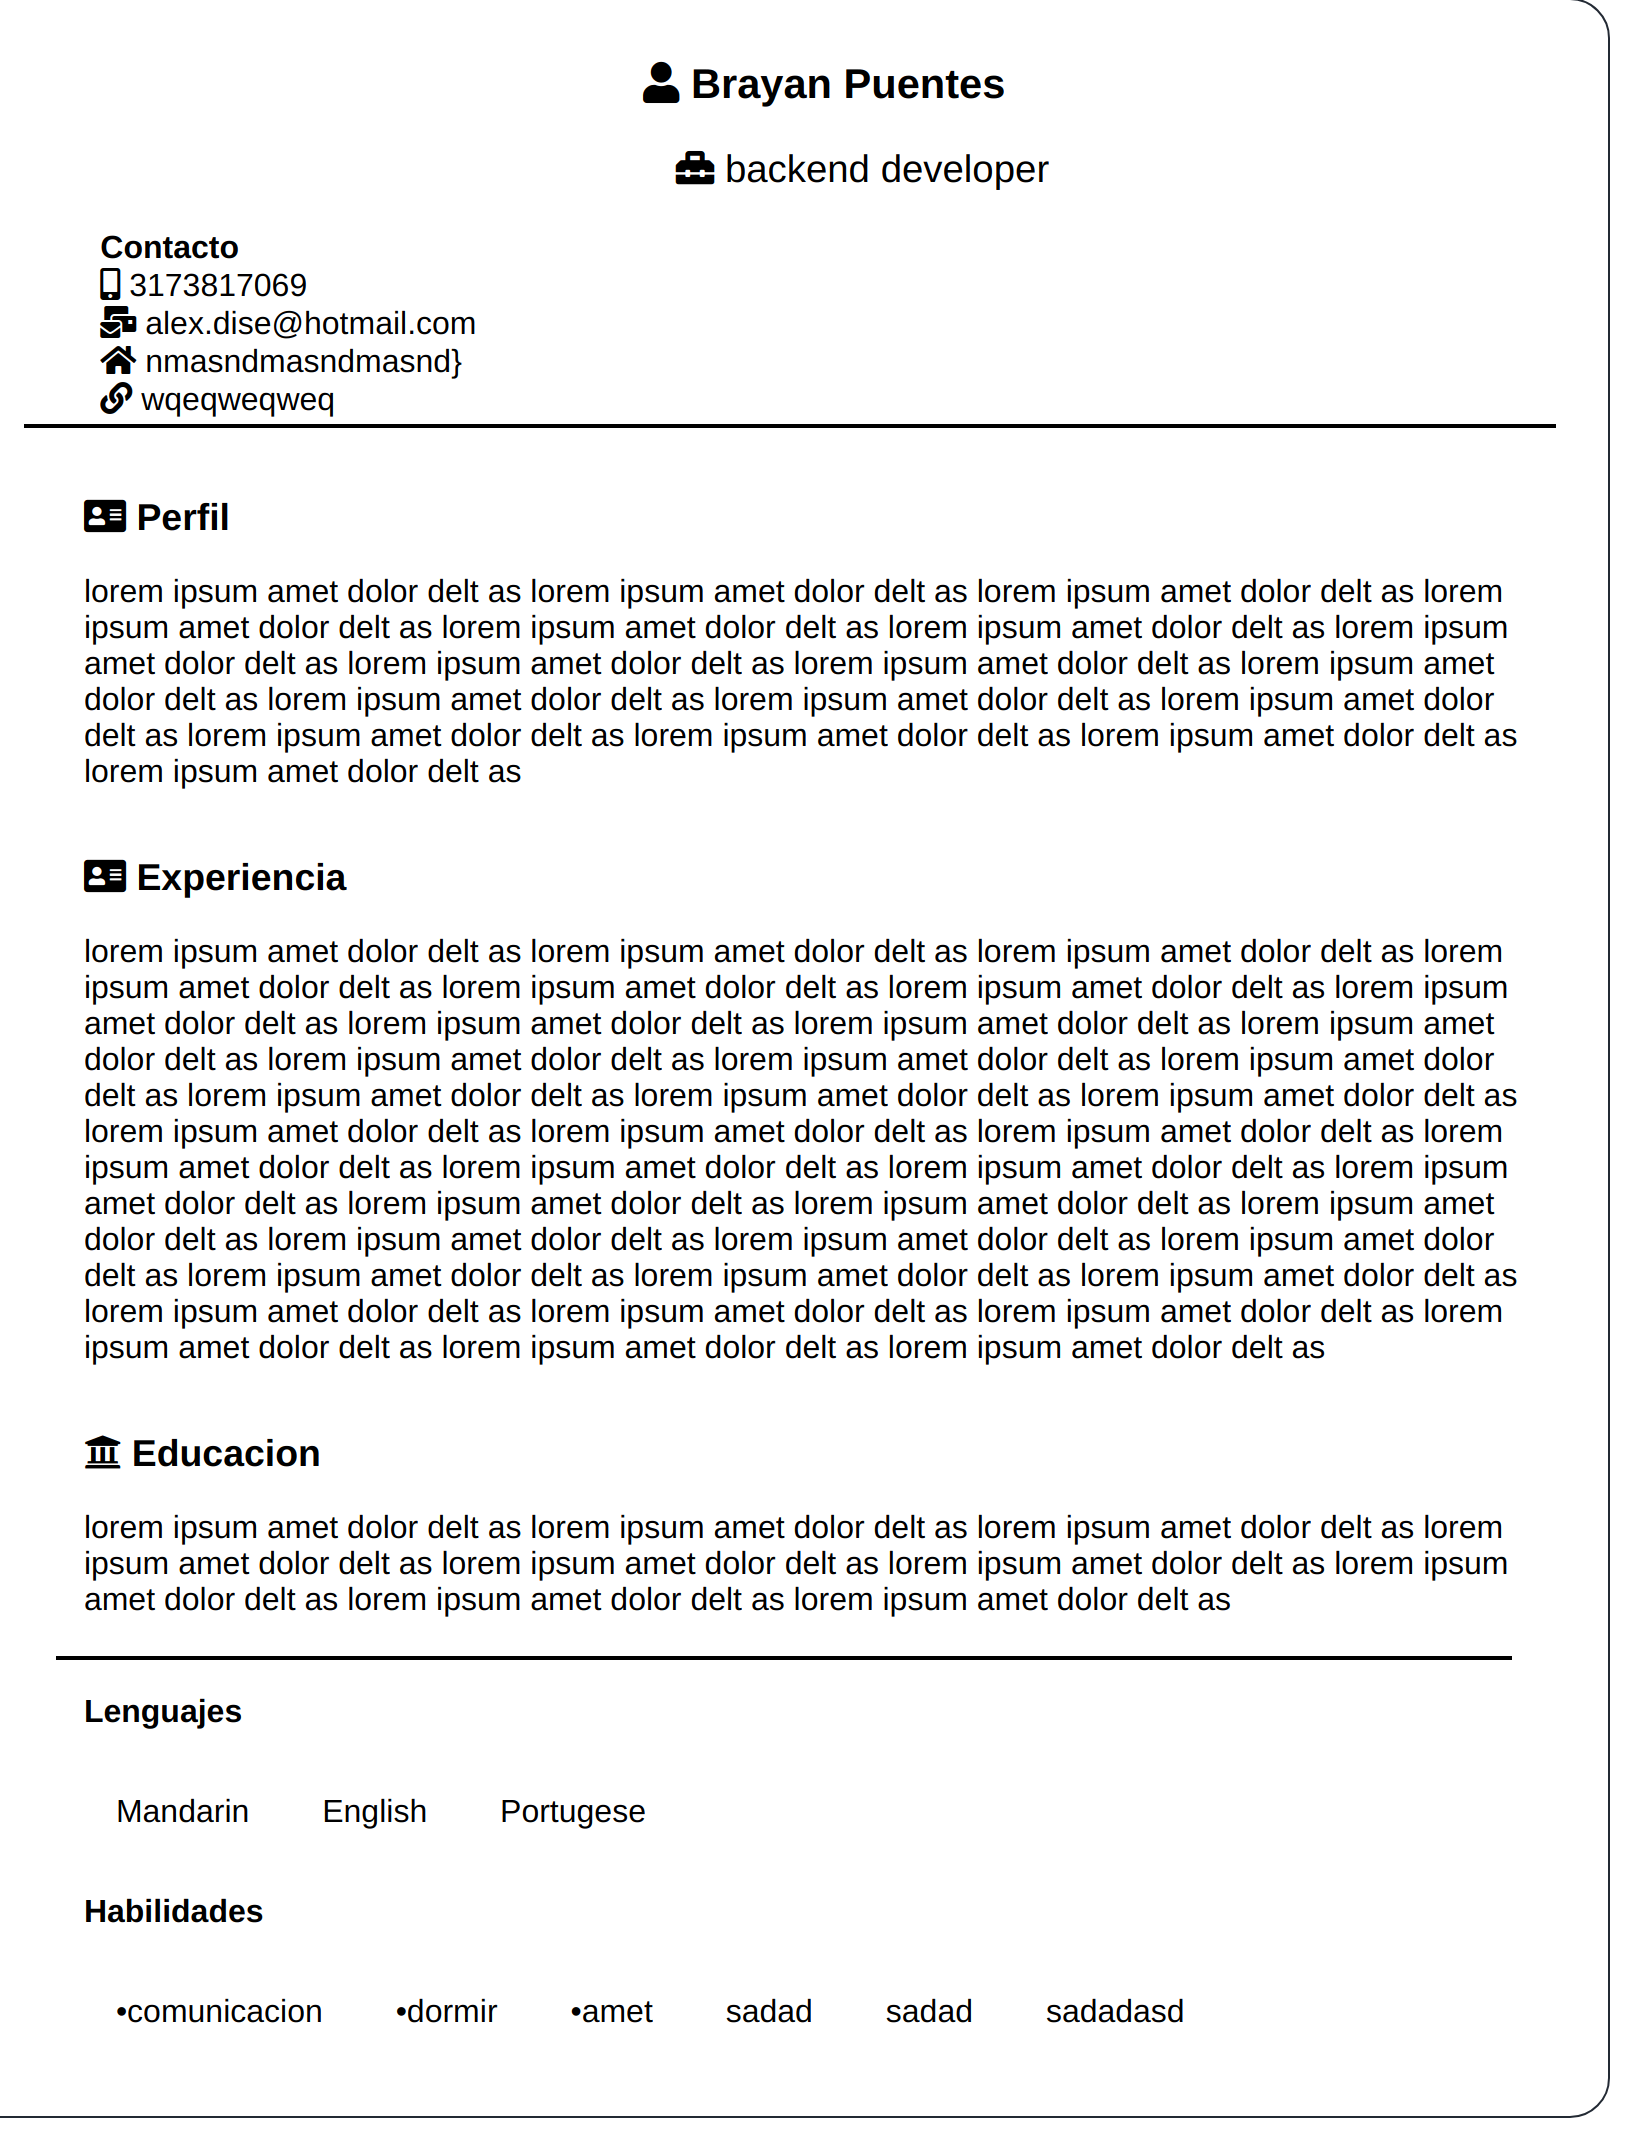 Brayan Puentes
backend developer
Contacto
3173817069
alex.dise@hotmail.com
nmasndmasndmasnd}
wqeqweqweq
Perfil
lorem ipsum amet dolor delt as lorem ipsum amet dolor delt as lorem ipsum amet dolor delt as lorem
ipsum amet dolor delt as lorem ipsum amet dolor delt as lorem ipsum amet dolor delt as lorem ipsum
amet dolor delt as lorem ipsum amet dolor delt as lorem ipsum amet dolor delt as lorem ipsum amet
dolor delt as lorem ipsum amet dolor delt as lorem ipsum amet dolor delt as lorem ipsum amet dolor
delt as lorem ipsum amet dolor delt as lorem ipsum amet dolor delt as lorem ipsum amet dolor delt as
lorem ipsum amet dolor delt as
Experiencia
lorem ipsum amet dolor delt as lorem ipsum amet dolor delt as lorem ipsum amet dolor delt as lorem
ipsum amet dolor delt as lorem ipsum amet dolor delt as lorem ipsum amet dolor delt as lorem ipsum
amet dolor delt as lorem ipsum amet dolor delt as lorem ipsum amet dolor delt as lorem ipsum amet
dolor delt as lorem ipsum amet dolor delt as lorem ipsum amet dolor delt as lorem ipsum amet dolor
delt as lorem ipsum amet dolor delt as lorem ipsum amet dolor delt as lorem ipsum amet dolor delt as
lorem ipsum amet dolor delt as lorem ipsum amet dolor delt as lorem ipsum amet dolor delt as lorem
ipsum amet dolor delt as lorem ipsum amet dolor delt as lorem ipsum amet dolor delt as lorem ipsum
amet dolor delt as lorem ipsum amet dolor delt as lorem ipsum amet dolor delt as lorem ipsum amet
dolor delt as lorem ipsum amet dolor delt as lorem ipsum amet dolor delt as lorem ipsum amet dolor
delt as lorem ipsum amet dolor delt as lorem ipsum amet dolor delt as lorem ipsum amet dolor delt as
lorem ipsum amet dolor delt as lorem ipsum amet dolor delt as lorem ipsum amet dolor delt as lorem
ipsum amet dolor delt as lorem ipsum amet dolor delt as lorem ipsum amet dolor delt as
Educacion
lorem ipsum amet dolor delt as lorem ipsum amet dolor delt as lorem ipsum amet dolor delt as lorem
ipsum amet dolor delt as lorem ipsum amet dolor delt as lorem ipsum amet dolor delt as lorem ipsum
amet dolor delt as lorem ipsum amet dolor delt as lorem ipsum amet dolor delt as
Lenguajes
Mandarin English Portugese
Habilidades
•comunicacion •dormir •amet sadad sadad sadadasd